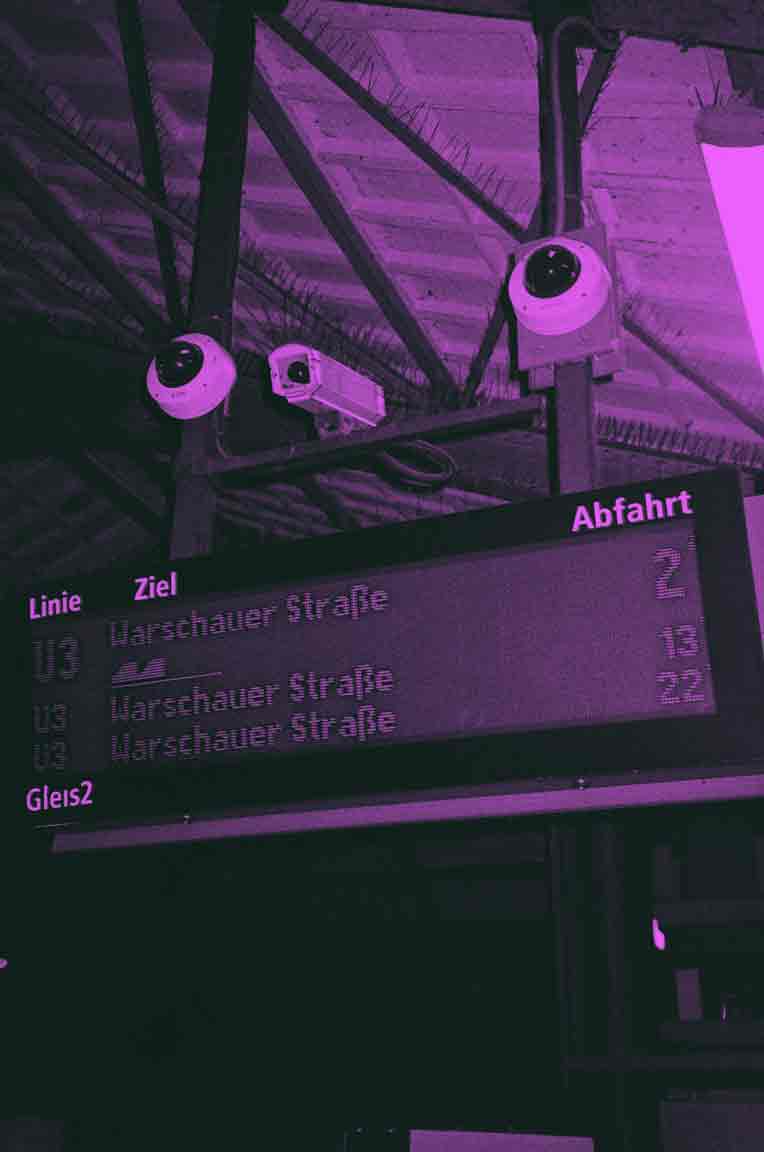 Linie Ziel Abfahrt
U3 Warschauer Straße 2'
U3 Warschauer Straße 13
U3 Warschauer Straße 22
Gleis2